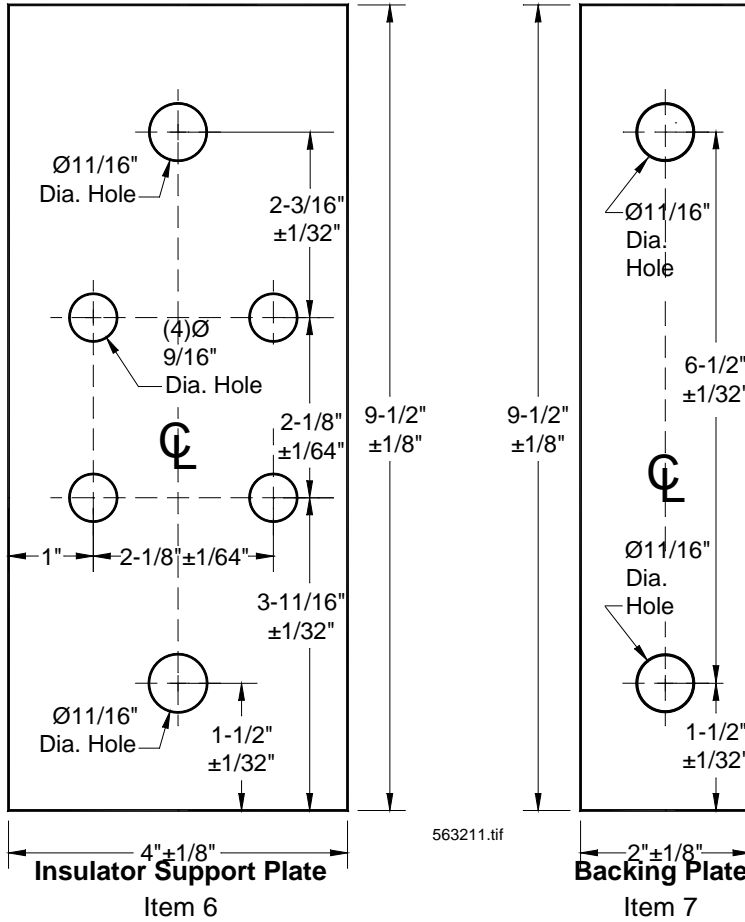 Ø11/16"
Dia. Hole
2-3/16"
±1/32"
(4)Ø
9/16"
Dia. Hole
2-1/8"
±1/64"
9-1/2"
±1/8"
℄
1"
2-1/8"±1/64"
3-11/16"
±1/32"
Ø11/16"
Dia. Hole
1-1/2"
±1/32"
4"±1/8"
Insulator Support Plate
Item 6
563211.tif
9-1/2"
±1/8"
Ø11/16"
Dia.
Hole
6-1/2"
±1/32"
℄
Ø11/16"
Dia.
Hole
1-1/2"
±1/32"
2"±1/8"
Backing Plate
Item 7